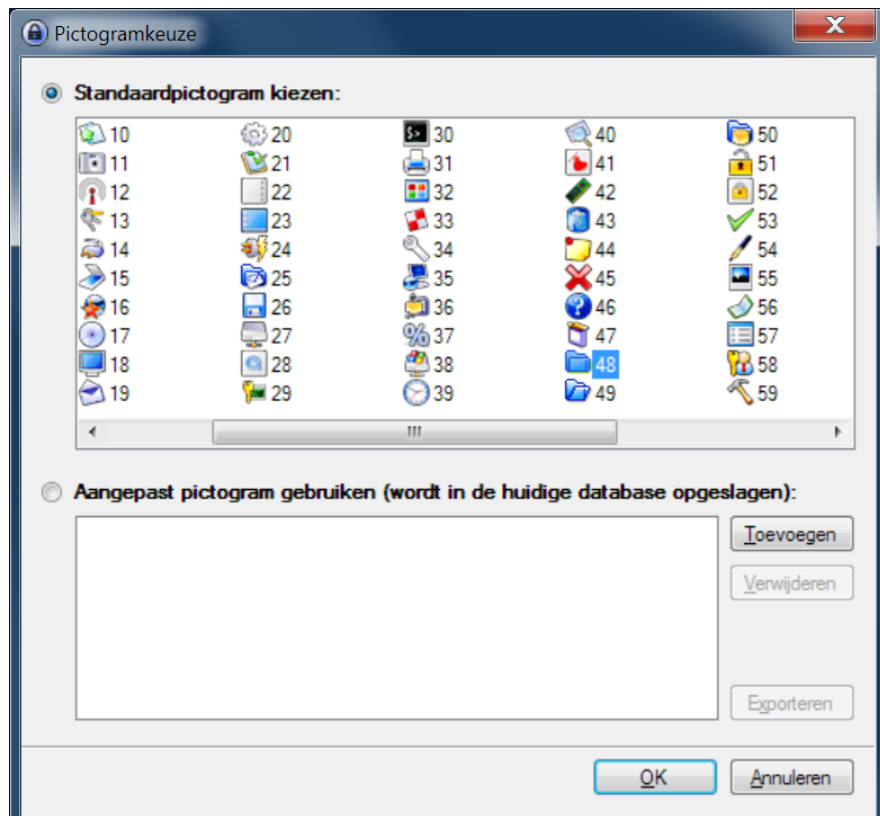 Pictogramkeuze
Standaardpictogram kiezen:
10 20 30 40 50
11 21 31 41 51
12 22 32 42 52
13 23 33 43 53
14 24 34 44 54
15 25 35 45 55
16 26 36 46 56
17 27 37 47 57
18 28 38 48 58
19 29 39 49 59
Aangepast pictogram gebruiken (wordt in de huidige database opgeslagen):
Toevoegen
Verwijderen
Exporteren
OK Annuleren